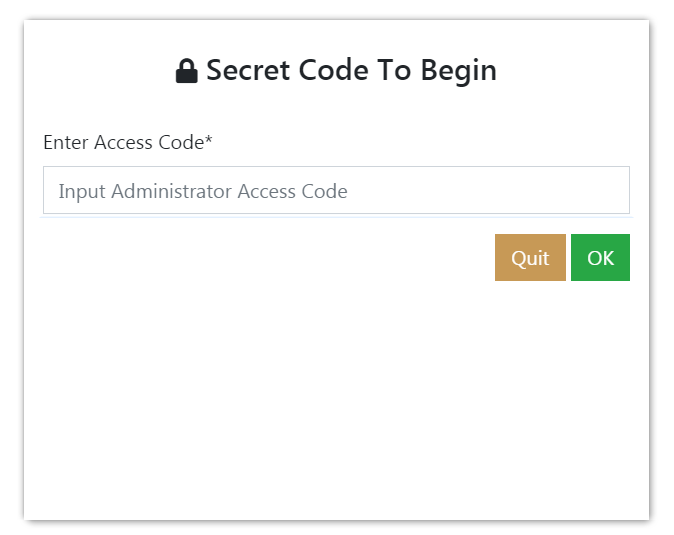 Secret Code To Begin
Enter Access Code*
Input Administrator Access Code
Quit OK